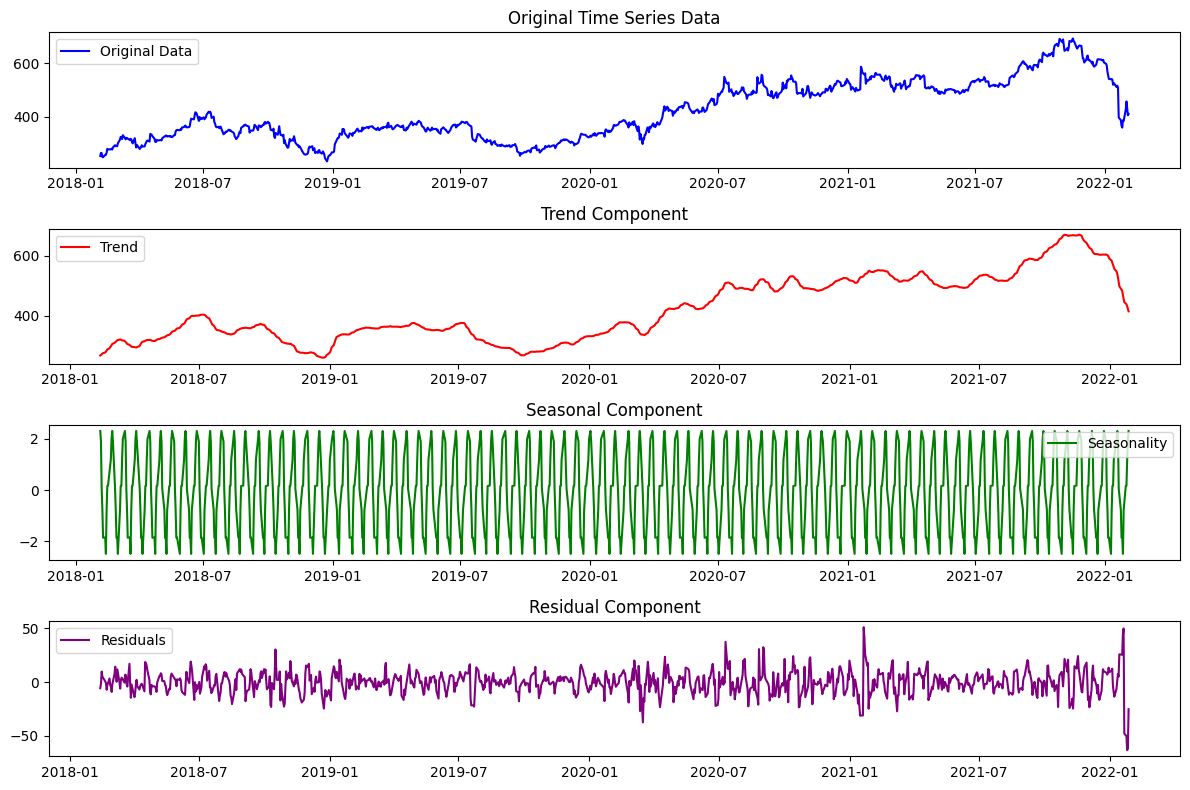 Original Time Series Data
Original Data
600
400
2018-01 2018-07 2019-01 2019-07 2020-01 2020-07 2021-01 2021-07 2022-01
Trend Component
Trend
600
400
2018-01 2018-07 2019-01 2019-07 2020-01 2020-07 2021-01 2021-07 2022-01
Seasonal Component
Seasonality
2
0
−2
2018-01 2018-07 2019-01 2019-07 2020-01 2020-07 2021-01 2021-07 2022-01
Residual Component
Residuals
50
0
−50
2018-01 2018-07 2019-01 2019-07 2020-01 2020-07 2021-01 2021-07 2022-01